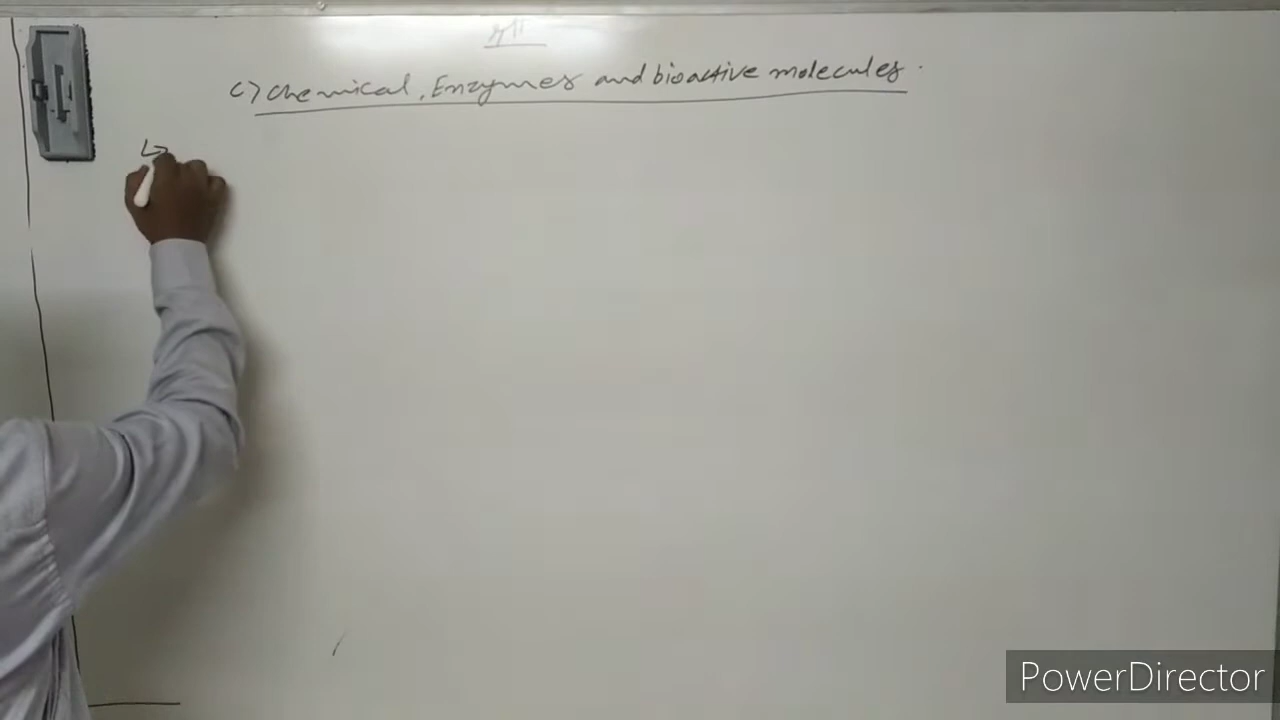 C) Chemical, Enzymes and bioactive molecules.
PowerDirector